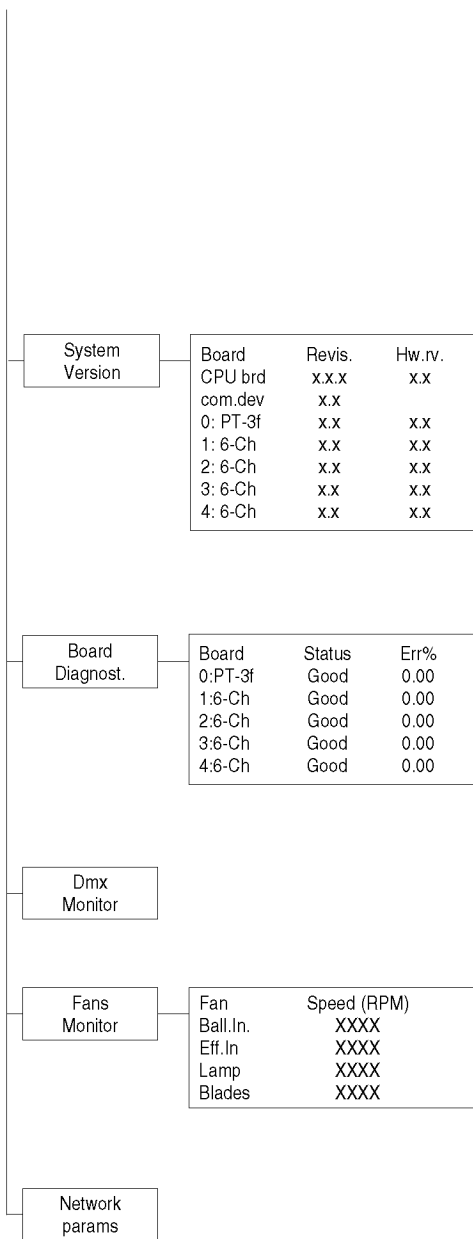 System
Version
Board Revis. Hw.rv.
CPU brd x.x.x x.x
com.dev x.x
0: PT-3f x.x x.x
1: 6-Ch x.x x.x
2: 6-Ch x.x x.x
3: 6-Ch x.x x.x
4: 6-Ch x.x x.x
Board
Diagnost.
Board Status Err%
0:PT-3f Good 0.00
1:6-Ch Good 0.00
2:6-Ch Good 0.00
3:6-Ch Good 0.00
4:6-Ch Good 0.00
Dmx
Monitor
Fans
Monitor
Fan Speed (RPM)
Ball.In. XXXX
Eff.In XXXX
Lamp XXXX
Blades XXXX
Network
params